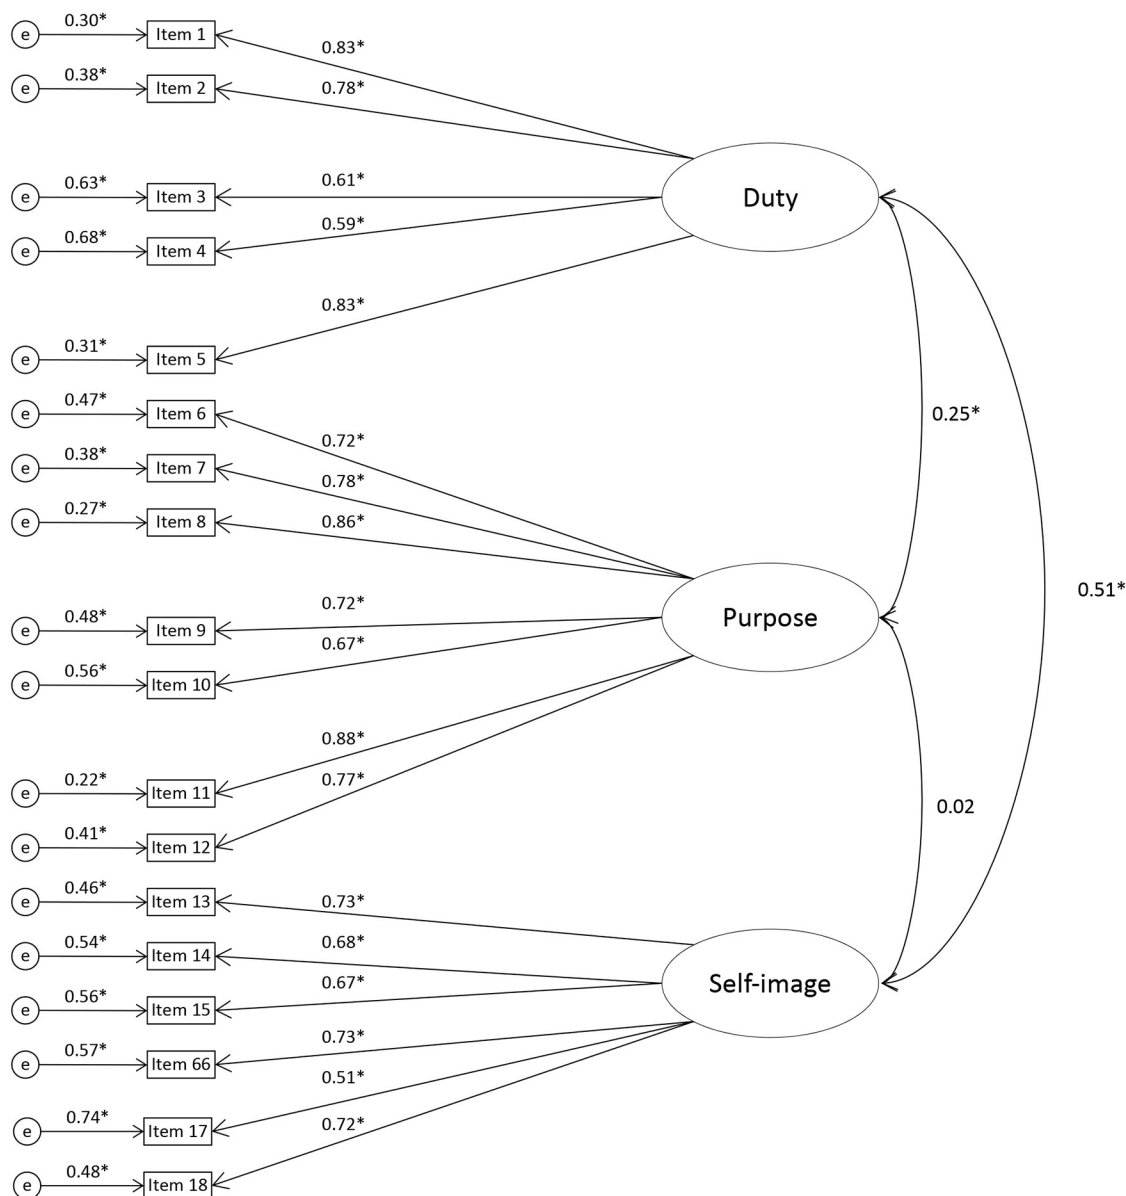 0.30*
e
Item 1
0.83*
0.38*
e
Item 2
0.78*
Duty
0.63*
e
Item 3
0.61*
0.68*
e
Item 4
0.59*
0.31*
e
Item 5
0.83*
0.47*
e
Item 6
0.72*
0.25*
0.38*
e
Item 7
0.78*
0.27*
e
Item 8
0.86*
0.51*
Purpose
0.48*
e
Item 9
0.72*
0.56*
e
Item 10
0.67*
0.22*
e
Item 11
0.88*
0.02
0.41*
e
Item 12
0.77*
0.46*
e
Item 13
0.73*
0.54*
e
Item 14
0.68*
Self-image
0.56*
e
Item 15
0.67*
0.57*
e
Item 66
0.73*
0.74*
e
Item 17
0.51*
0.48*
e
Item 18
0.72*